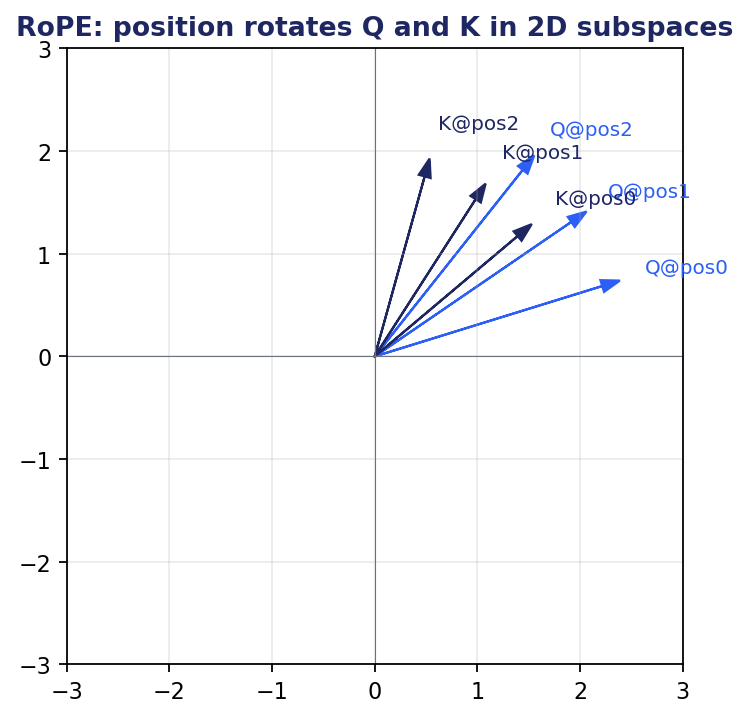 RoPE: position rotates Q and K in 2D subspaces
3
K@pos2
Q@pos2
2
K@pos1
Q@pos1
K@pos0
1
Q@pos0
0
−1
−2
−3
−3
−2
−1
0
1
2
3